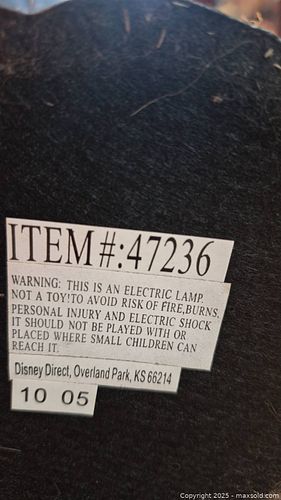 ITEM#:47236
WARNING: THIS IS AN ELECTRIC LAMP.
NOT A TOY!TO AVOID RISK OF FIRE,BURNS,
PERSONAL INJURY AND ELECTRIC SHOCK
IT SHOULD NOT BE PLAYED WITH OR
PLACED WHERE SMALL CHILDREN CAN
REACH IT.
Disney Direct, Overland Park, KS 66214
10 05
Copyright 2025 - maxsold.com